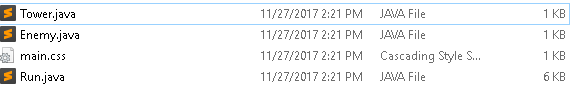 Tower.java 11/27/2017 2:21 PM JAVA File 1 KB
Enemy.java 11/27/2017 2:21 PM JAVA File 1 KB
main.css 11/27/2017 2:21 PM Cascading Style S... 1 KB
Run.java 11/27/2017 2:21 PM JAVA File 6 KB